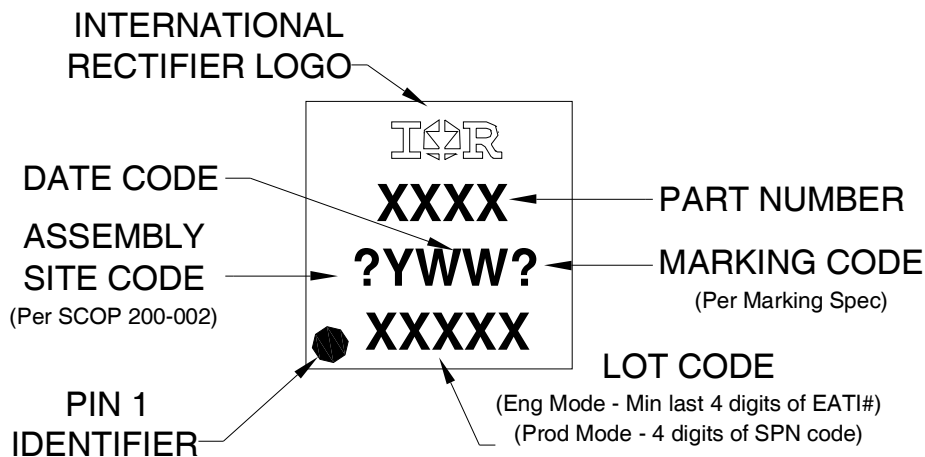 INTERNATIONAL
RECTIFIER LOGO
IOR
DATE CODE
XXXX
PART NUMBER
ASSEMBLY
SITE CODE
(Per SCOP 200-002)
?YWW?
MARKING CODE
(Per Marking Spec)
XXXXX
LOT CODE
(Eng Mode - Min last 4 digits of EATI#)
(Prod Mode - 4 digits of SPN code)
PIN 1
IDENTIFIER